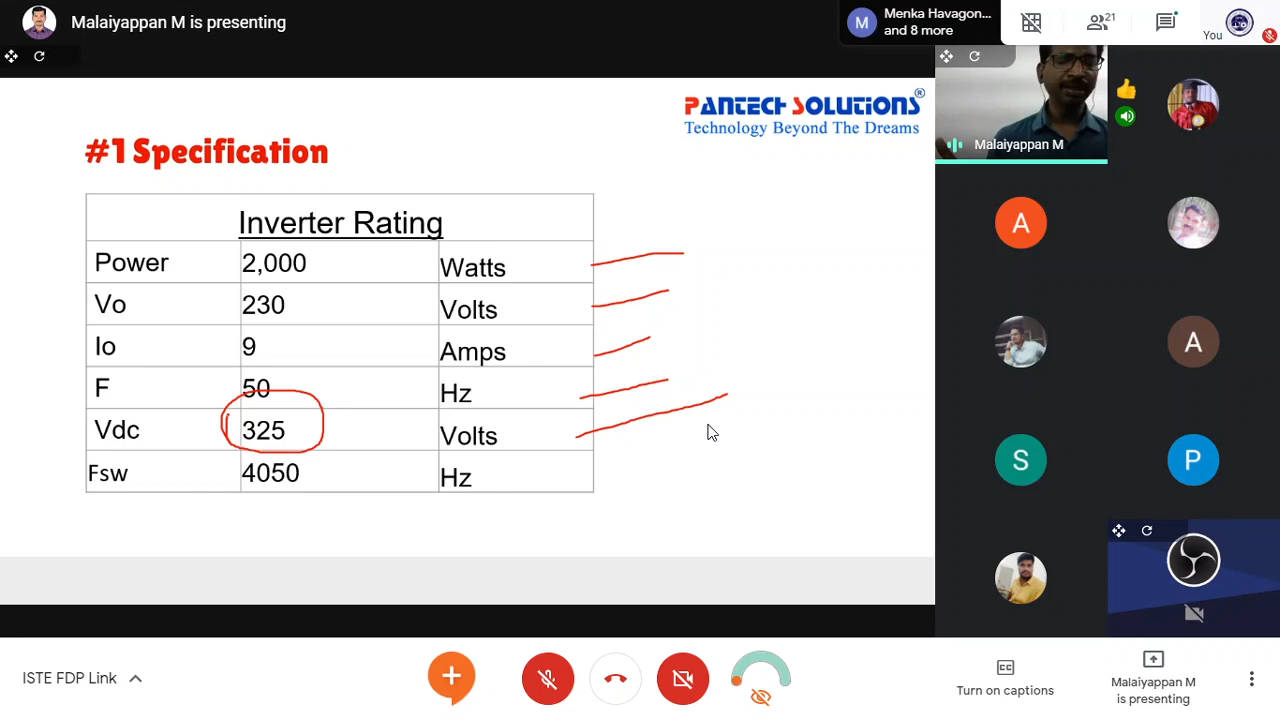 Malaiyappan M is presenting
Menka Havagon...
and 8 more
M
21
You
PANTECH SOLUTIONS®
Technology Beyond The Dreams
#1 Specification
Inverter Rating
Power 2,000 Watts
Vo 230 Volts
Io 9 Amps
F 50 Hz
Vdc 325 Volts
Fsw 4050 Hz
Malaiyappan M
A
A
S
P
ISTE FDP Link
Turn on captions
Malaiyappan M
is presenting